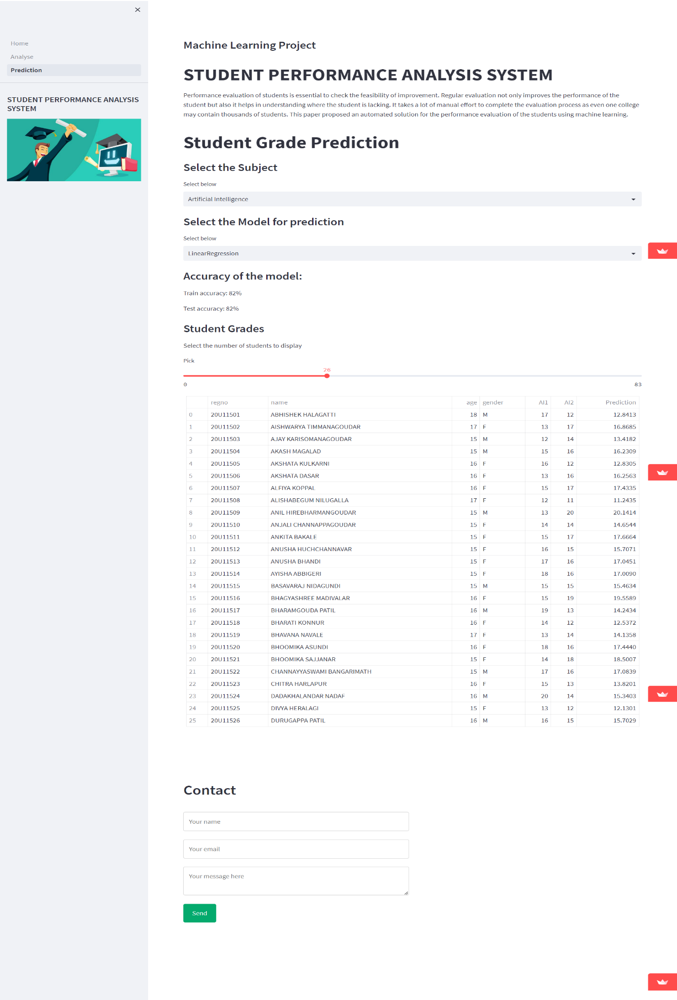 Home
Analyse
Prediction
STUDENT PERFORMANCE ANALYSIS
SYSTEM
Machine Learning Project
STUDENT PERFORMANCE ANALYSIS SYSTEM
Performance evaluation of students is essential to check the feasibility of improvement. Regular evaluation not only improves the performance of the
student but also it helps in understanding where the student is lacking. It takes a lot of manual effort to complete the evaluation process as even one college
may contain thousands of students. This paper proposed an automated solution for the performance evaluation of the students using machine learning.
Student Grade Prediction
Select the Subject
Select below
Artificial Intelligence
Select the Model for prediction
Select below
LinearRegression
Accuracy of the model:
Train accuracy: 82%
Test accuracy: 82%
Student Grades
Select the number of students to display
Pick
26
0 83
regno name age gender AI1 AI2 Prediction
0 20U11501 ABHISHEK HALAGATTI 18 M 17 12 12.8413
1 20U11502 AISHWARYA TIMMANAGOUDAR 17 F 13 17 16.8685
2 20U11503 AJAY KARISOMANAGOUDAR 15 M 12 14 13.4182
3 20U11504 AKASH MAGALAD 15 M 15 16 16.2309
4 20U11505 AKSHATA KULKARNI 16 F 16 12 12.8305
5 20U11506 AKSHATA DASAR 16 F 13 16 16.2563
6 20U11507 ALFIYA KOPPAL 16 F 15 17 17.4335
7 20U11508 ALISHABEGUM NILUGALLA 17 F 12 11 11.2435
8 20U11509 ANIL HIREBHARMANGOUDAR 15 M 13 20 20.1414
9 20U11510 ANJALI CHANNAPPAGOUDAR 15 F 14 14 14.6544
10 20U11511 ANKITA BAKALE 15 F 15 17 17.6664
11 20U11512 ANUSHA HUCHCHANNAVAR 15 F 16 15 15.7071
12 20U11513 ANUSHA BHANDI 15 F 17 16 17.0451
13 20U11514 AYISHA ABBIGERI 15 F 18 16 17.0090
14 20U11515 BASAVARAJ NIDAGUNDI 15 M 15 15 15.4634
15 20U11516 BHAGYASHREE MADIVALAR 16 F 15 19 19.5589
16 20U11517 BHARAMGOUDA PATIL 16 M 19 13 14.2434
17 20U11518 BHARATI KONNUR 16 F 14 12 12.5372
18 20U11519 BHAVANA NAVALE 17 F 13 14 14.1358
19 20U11520 BHOOMIKA ASUNDI 16 F 18 16 17.4440
20 20U11521 BHOOMIKA SAJJANAR 15 F 14 18 18.5007
21 20U11522 CHANNAYYASWAMI BANGARIMATH 15 M 17 16 17.0839
22 20U11523 CHITRA HARLAPUR 16 F 15 13 13.8201
23 20U11524 DADAKHALANDAR NADAF 16 M 20 14 15.3403
24 20U11525 DIVYA HERALAGI 15 F 13 12 12.1301
25 20U11526 DURUGAPPA PATIL 16 M 16 15 15.7029
Contact
Your name
Your email
Your message here
Send